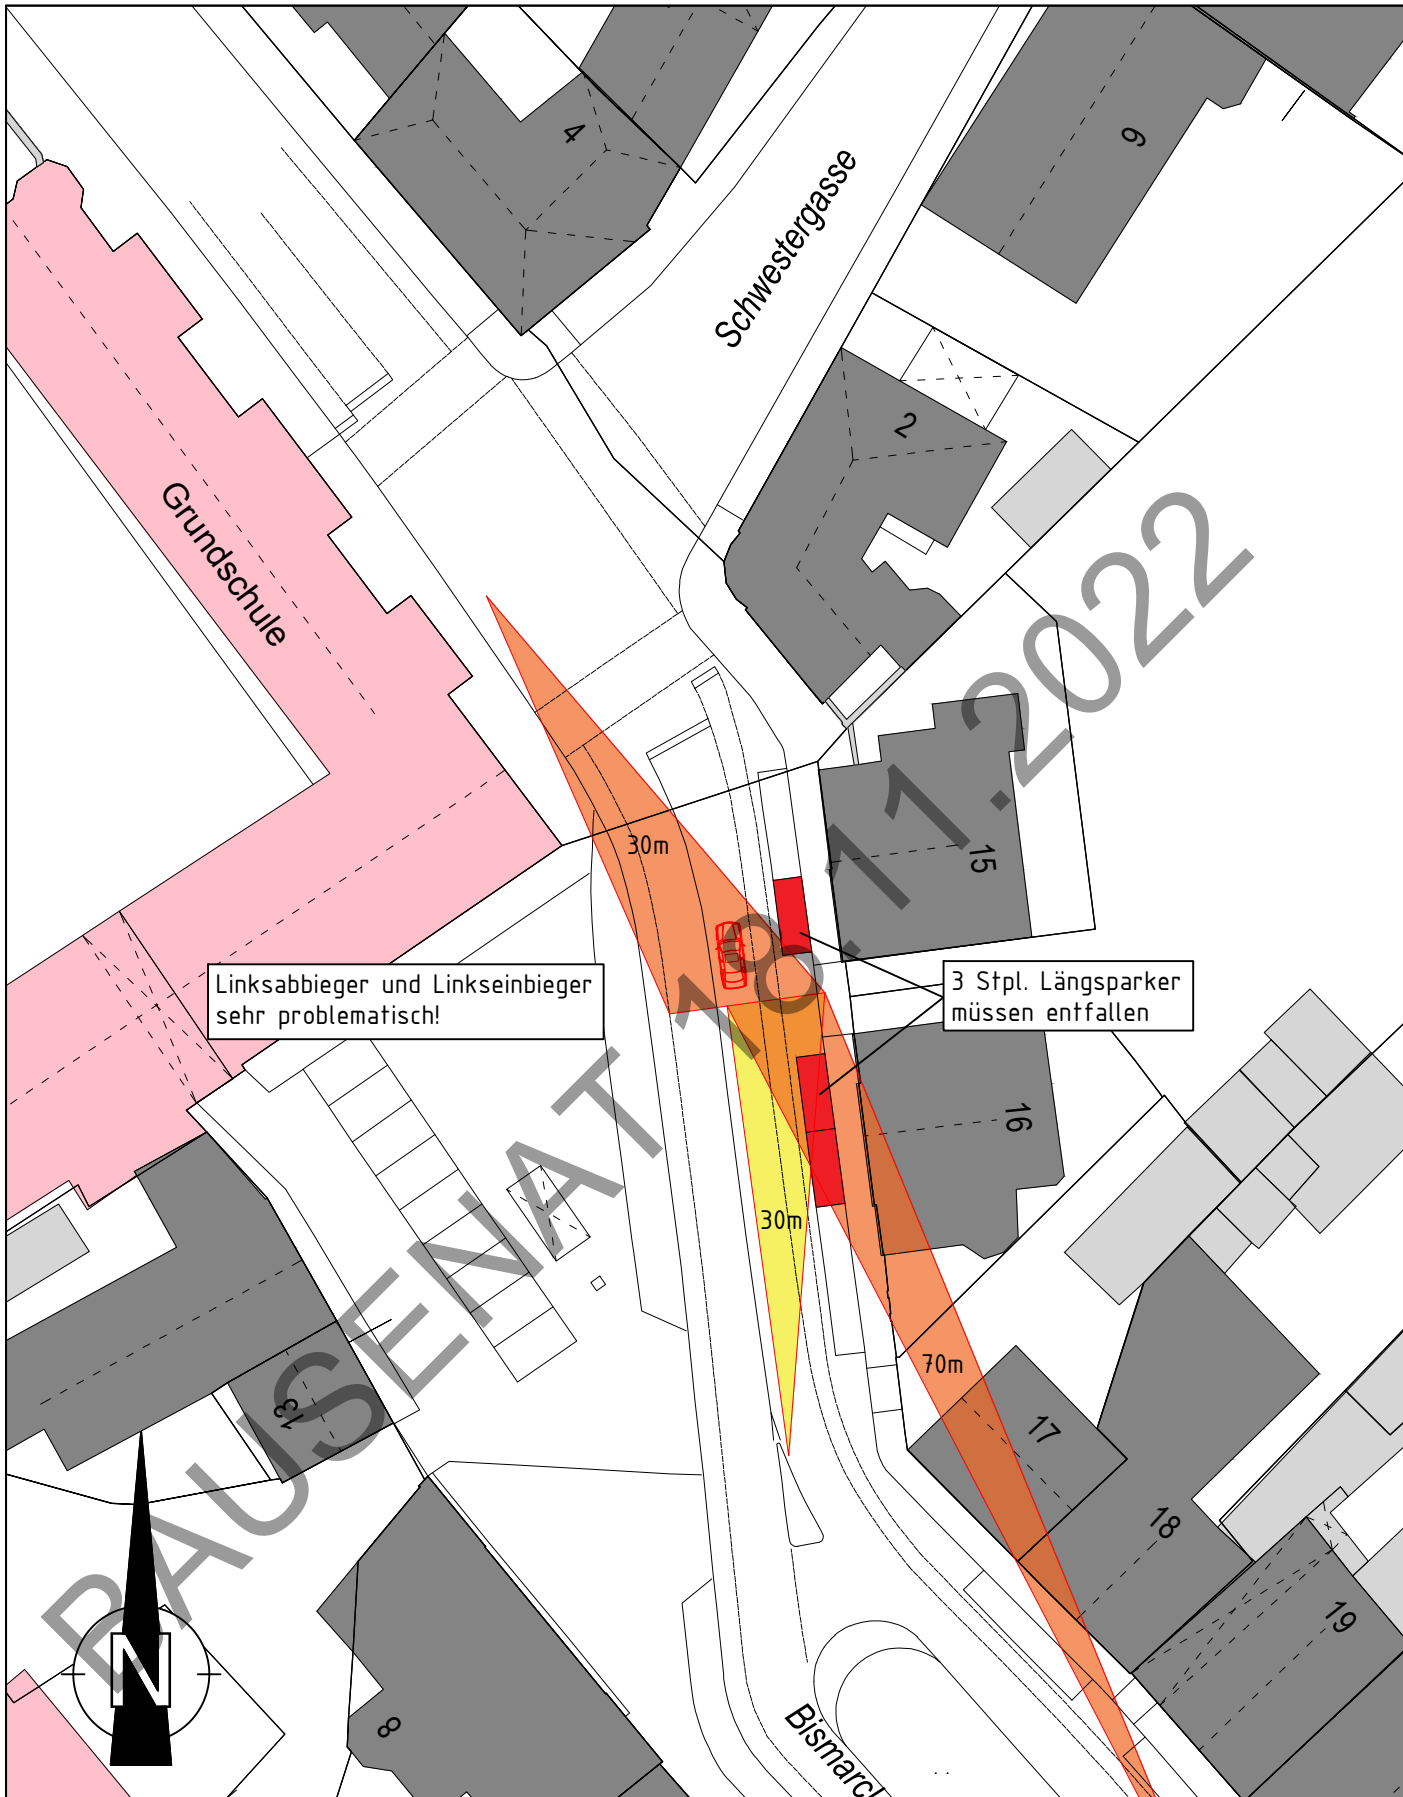 4
9
Schwestergasse
2
Grundschule
30m
15
Linksabbieger und Linkseinbieger
sehr problematisch!
3 Stpl. Längsparker
müssen entfallen
16
30m
70m
13
17
18
19
N
8
Bismarc
BAUSENAT 18.11.2022